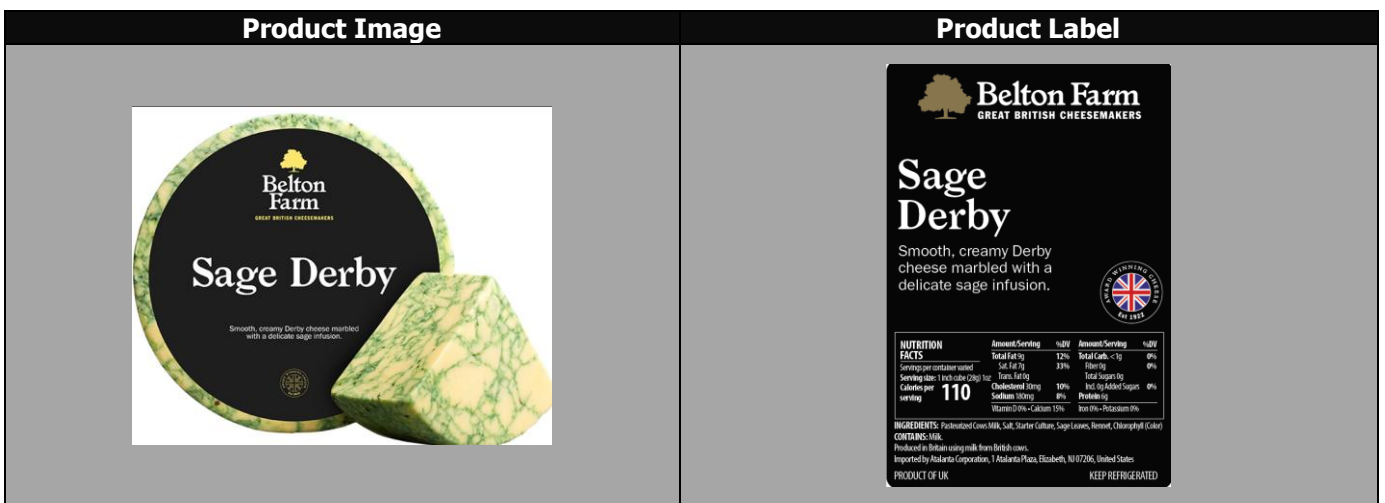 Product Image
Product Label
Belton
Farm
GREAT BRITISH CHEESEMAKERS
Sage Derby
Smooth, creamy Derby cheese marbled
with a delicate sage infusion.
Belton Farm
GREAT BRITISH CHEESEMAKERS
Sage
Derby
Smooth, creamy Derby
cheese marbled with a
delicate sage infusion.
AWARD WINNING CHEESE
Est 1922
NUTRITION
FACTS
Servings per container varied
Serving size: 1 inch cube (28g) 1oz
Calories per
serving 110
Amount/Serving %DV
Total Fat 9g 12%
Sat. Fat 7g 33%
Trans. Fat 0g
Cholesterol 30mg 10%
Sodium 180mg 8%
Vitamin D 0% • Calcium 15%
Amount/Serving %DV
Total Carb. < 1g 0%
Fiber 0g 0%
Total Sugars 0g
Incl. 0g Added Sugars 0%
Protein 6g
Iron 0% • Potassium 0%
INGREDIENTS: Pasteurized Cows Milk, Salt, Starter Culture, Sage Leaves, Rennet, Chlorophyll (Color)
CONTAINS: Milk.
Produced in Britain using milk from British cows.
Imported by Atalanta Corporation, 1 Atalanta Plaza, Elizabeth, NJ 07206, United States
PRODUCT OF UK KEEP REFRIGERATED